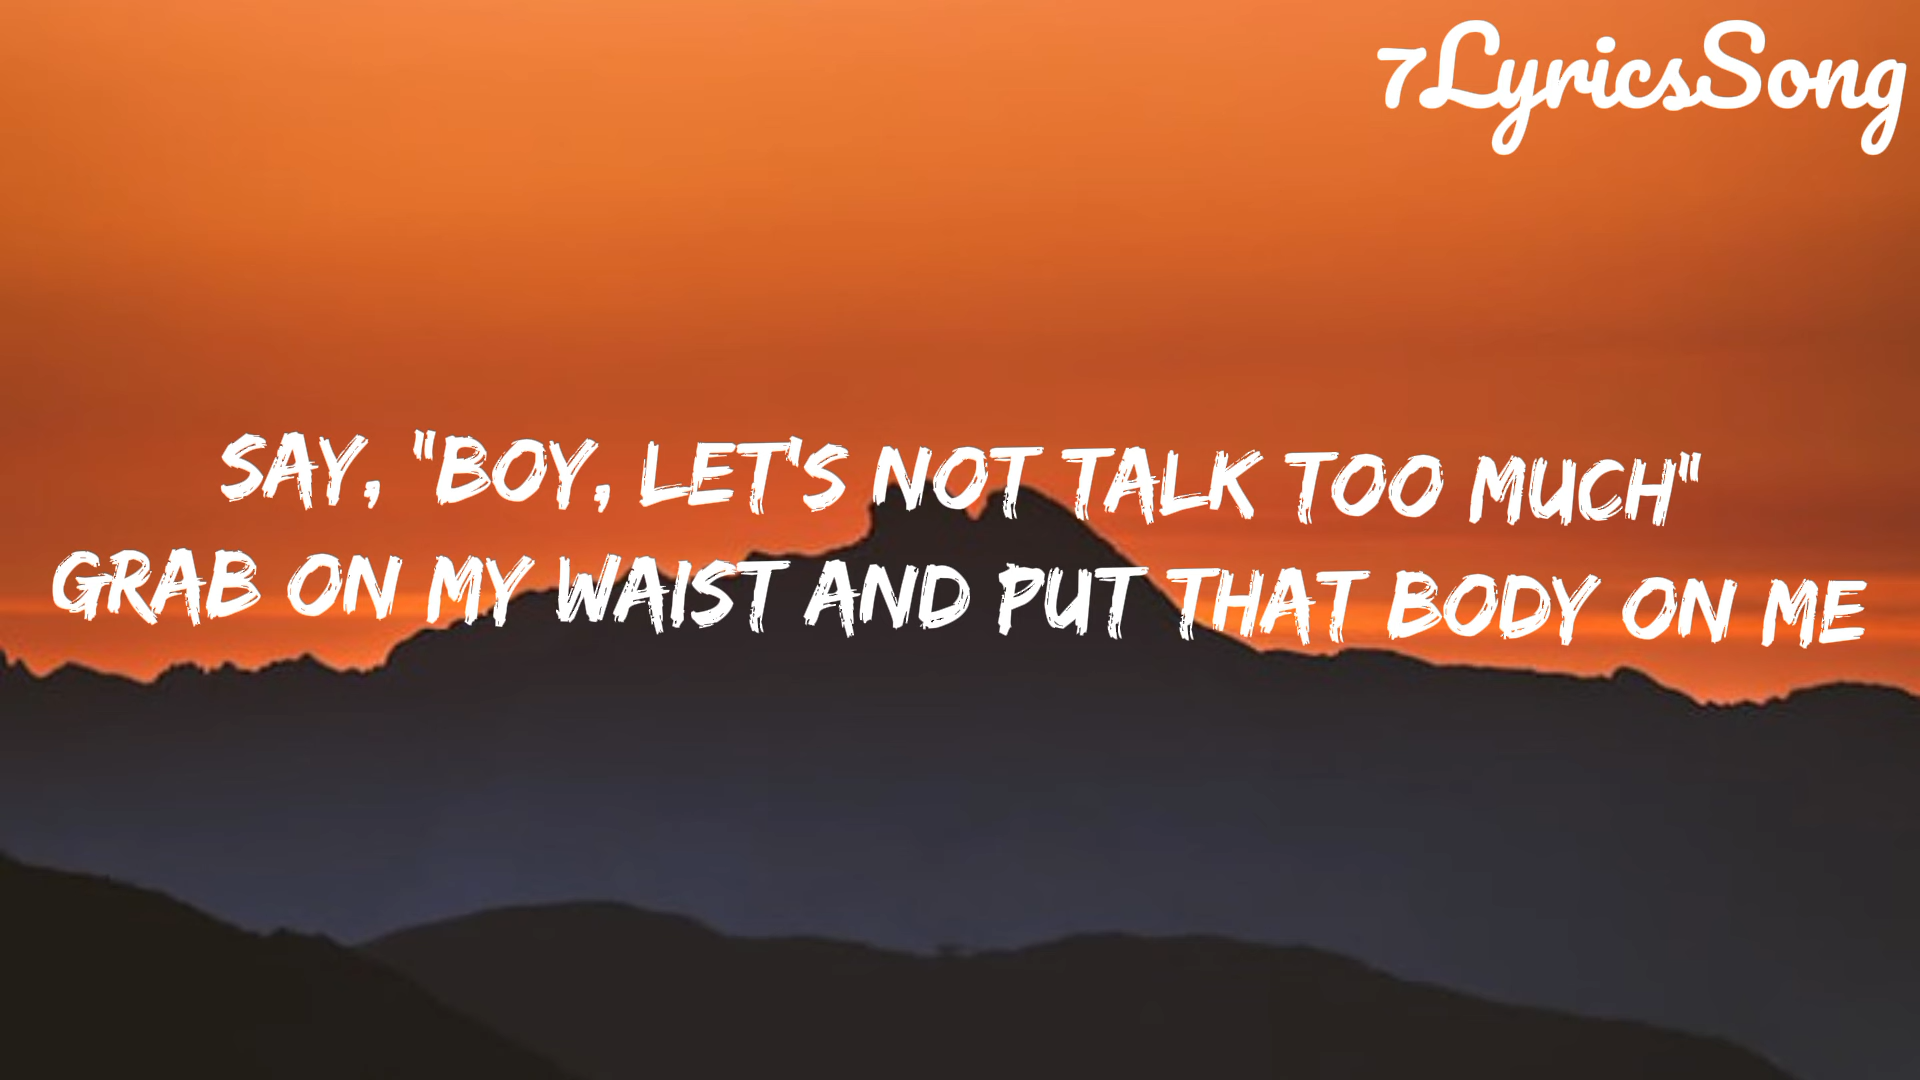 7LyricsSong
SAY, "BOY, LET'S NOT TALK TOO MUCH"
GRAB ON MY WAIST AND PUT THAT BODY ON ME